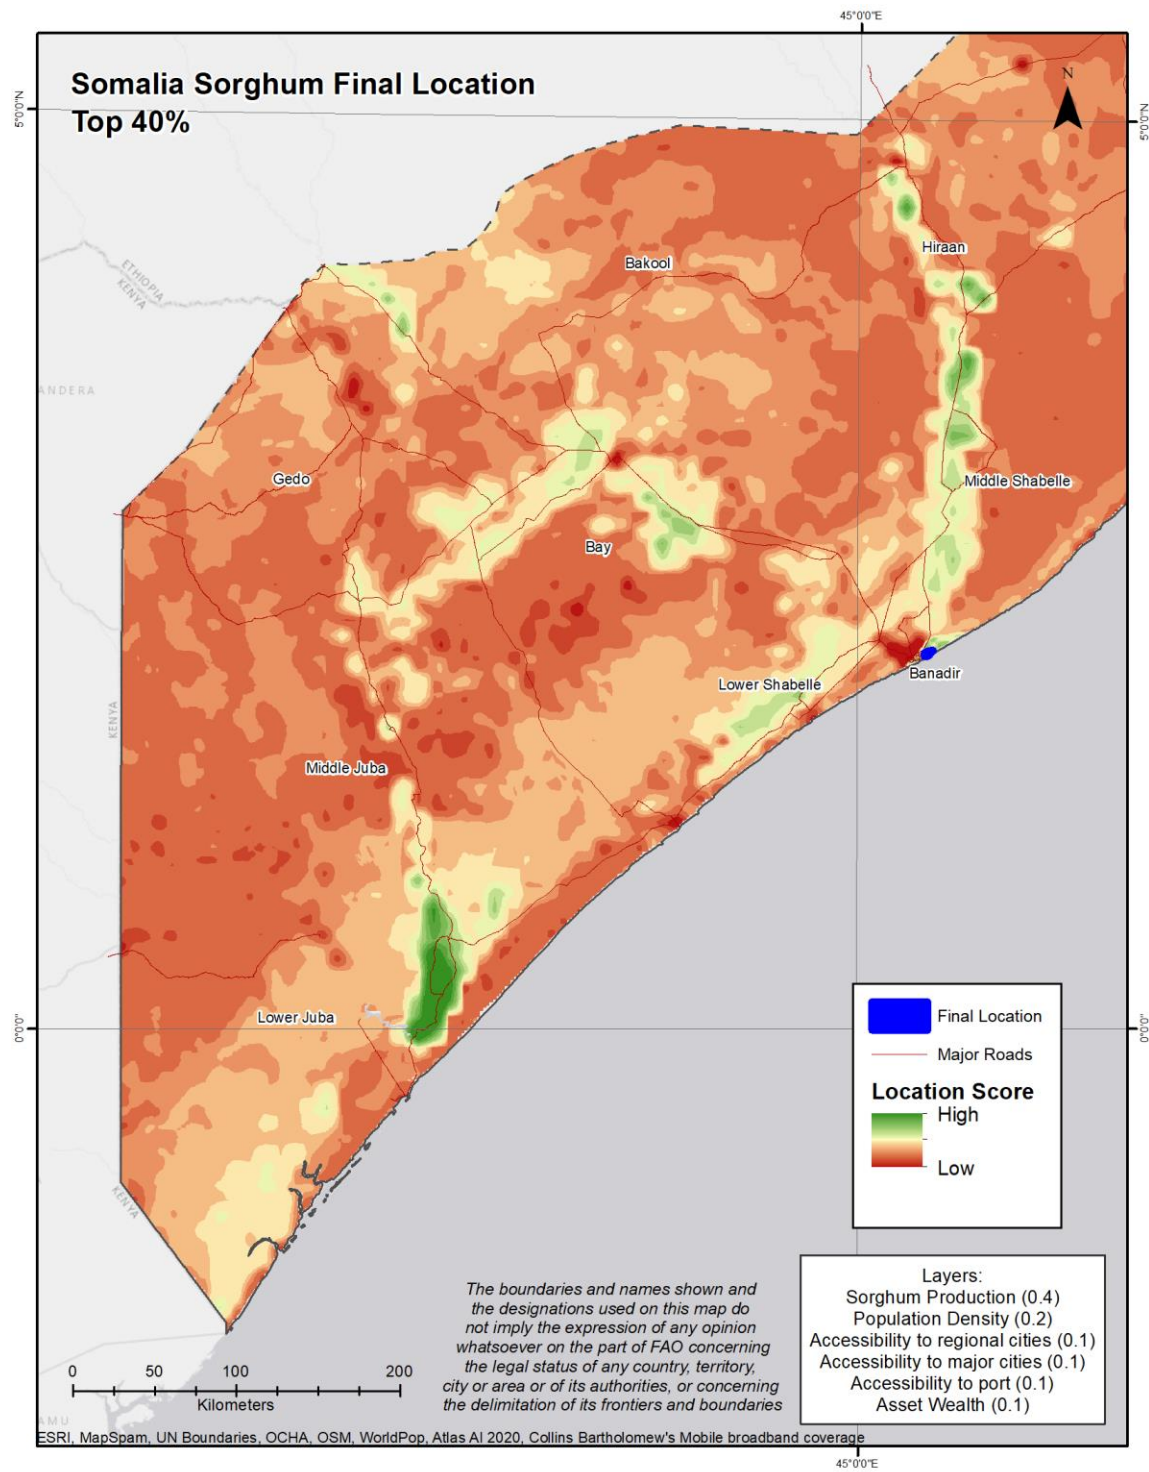 45°0'0"E
Somalia Sorghum Final Location
Top 40%
N
5°0'0"N
5°0'0"N
Hiraan
Bakool
ETHIOPIA
KENYA
ANDERA
Gedo
Middle Shabelle
Bay
Banadir
Lower Shabelle
KENYA
Middle Juba
Lower Juba
0°0'0"
0°0'0"
Final Location
Major Roads
Location Score
High
Low
KENYA
Layers:
Sorghum Production (0.4)
Population Density (0.2)
Accessibility to regional cities (0.1)
Accessibility to major cities (0.1)
Accessibility to port (0.1)
Asset Wealth (0.1)
The boundaries and names shown and
the designations used on this map do
not imply the expression of any opinion
whatsoever on the part of FAO concerning
the legal status of any country, territory,
city or area or of its authorities, or concerning
the delimitation of its frontiers and boundaries
0 50 100 200
Kilometers
AMU
ESRI, MapSpam, UN Boundaries, OCHA, OSM, WorldPop, Atlas AI 2020, Collins Bartholomew's Mobile broadband coverage
45°0'0"E